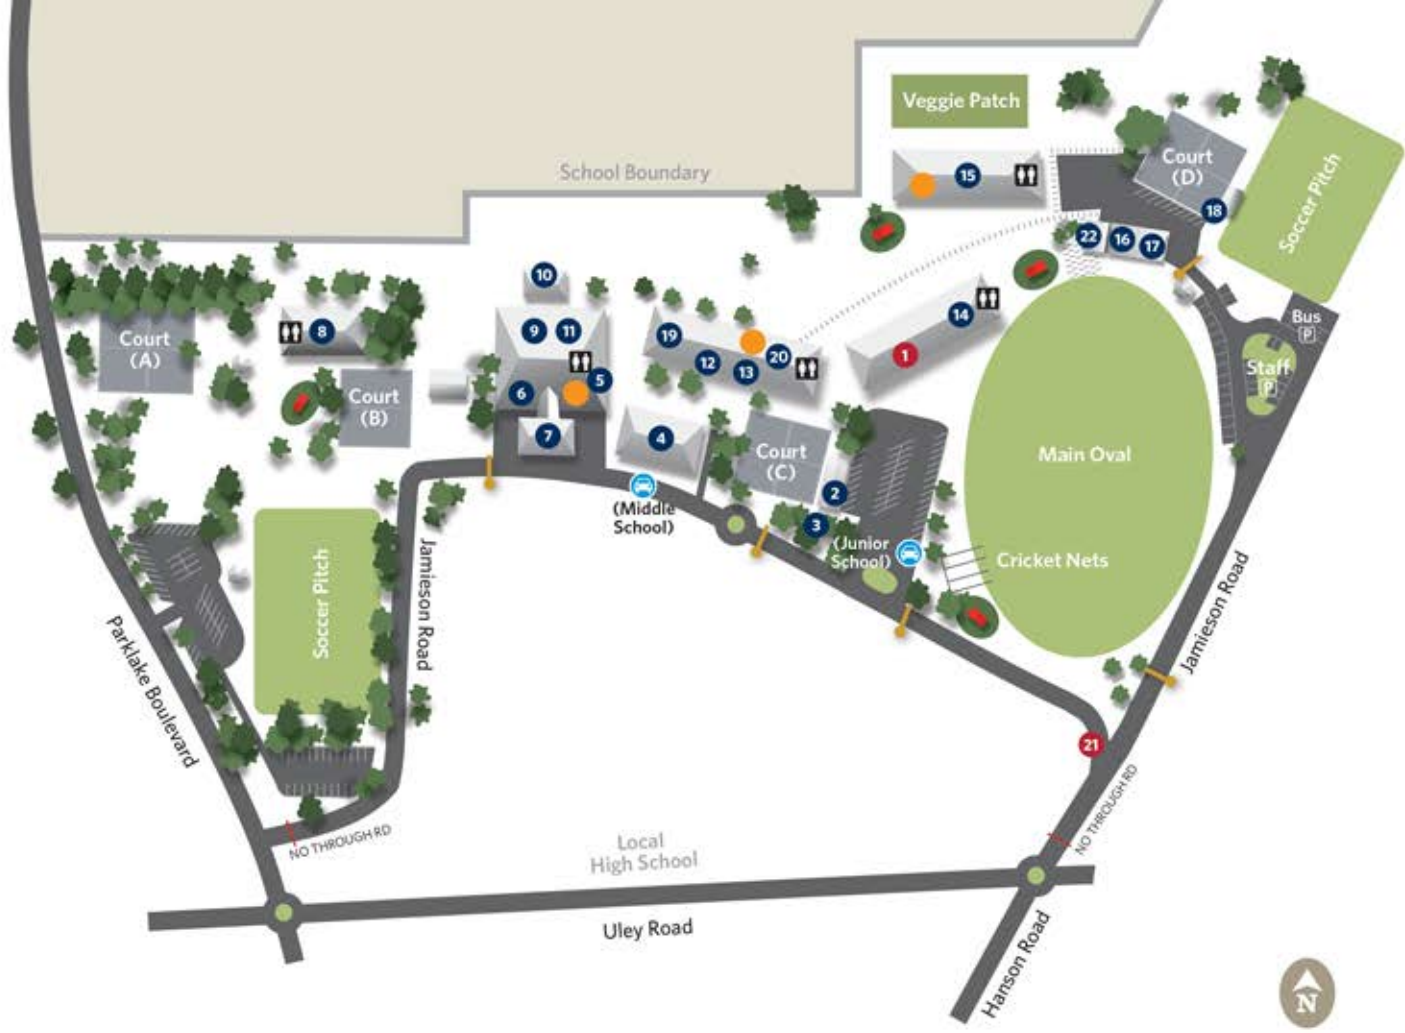 Veggie Patch
School Boundary
15
Court
(D)
18
Soccer Pitch
22
16
17
10
9
11
8
Court
(A)
19
12
13
20
14
1
Bus
P
Staff
P
6
5
7
4
Court
(B)
Court
(C)
Main Oval
2
3
(Middle
School)
(Junior
School)
Cricket Nets
Soccer Pitch
Jamieson Road
Jamieson Road
Parklake Boulevard
21
NO THROUGH RD
NO THROUGH RD
Local
High School
Uley Road
Hanson Road
N